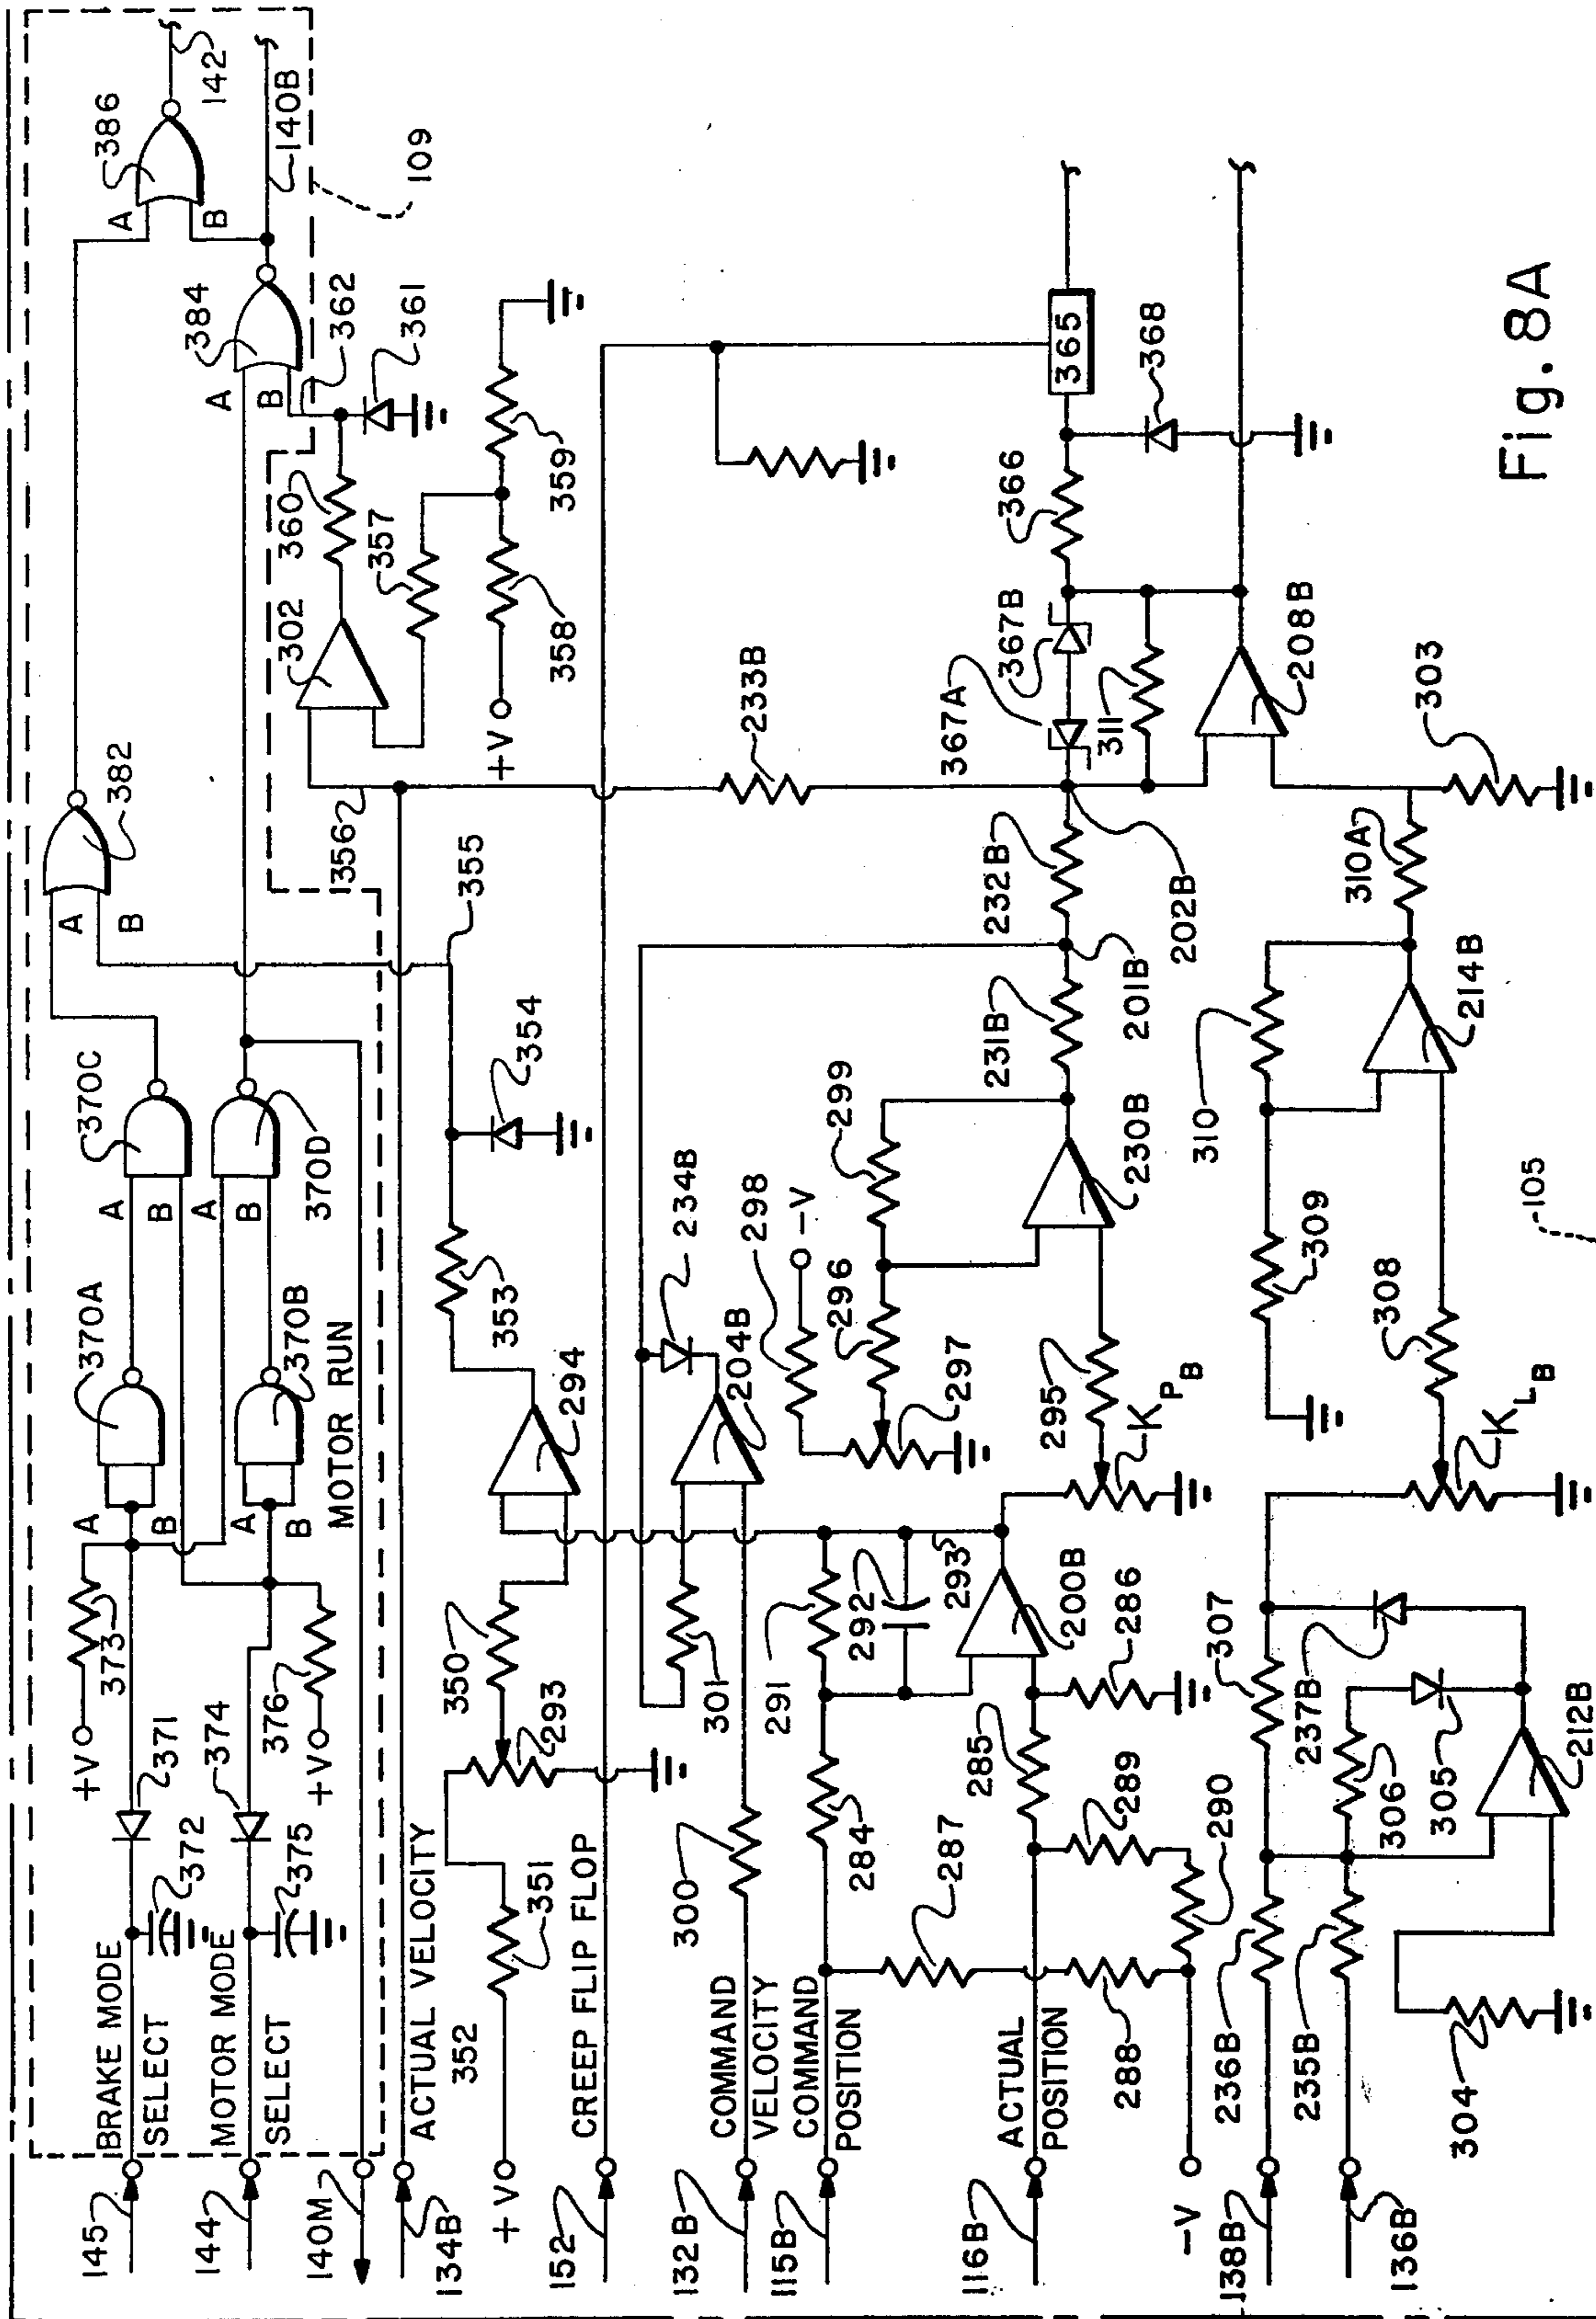 142
386
A
B
140B
109
384
A
B
362
361
382
A
B
302
360
357
359
358
+V
356
355
370C
370D
A
B
A
B
370A
370B
A
B
A
B
MOTOR RUN
+V
373
371
372
374
375
376
+V
BRAKE MODE
SELECT
MOTOR MODE
SELECT
145
144
140M
134B
ACTUAL VELOCITY
354
353
294
350
293
351
352
+V
CREEP FLIP FLOP
152
233B
365
368
366
367A
367B
311
208B
303
234B
204B
301
300
COMMAND
VELOCITY
132B
COMMAND
POSITION
115B
298
-V
299
296
297
230B
231B
201B
232B
202B
295
KPB
291
292
293
200B
284
285
286
287
288
289
290
ACTUAL
POSITION
116B
-V
310A
310
214B
309
308
KLB
307
237B
306
305
212B
236B
235B
304
138B
136B
105
Fig. 8A